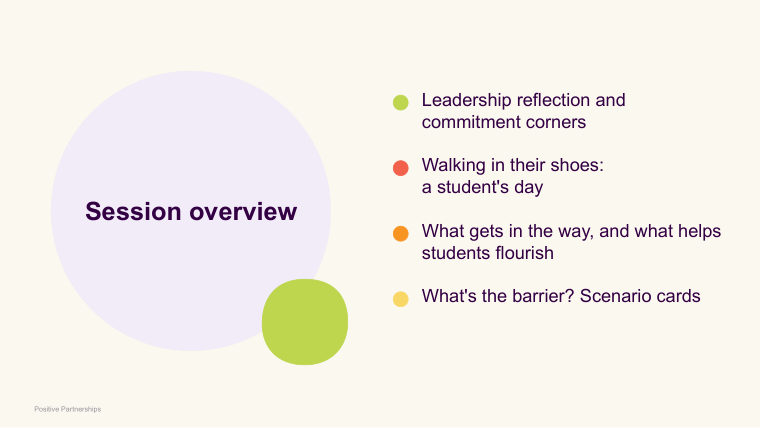 Session overview
Leadership reflection and
commitment corners
Walking in their shoes:
a student's day
What gets in the way, and what helps
students flourish
What's the barrier? Scenario cards
Positive Partnerships